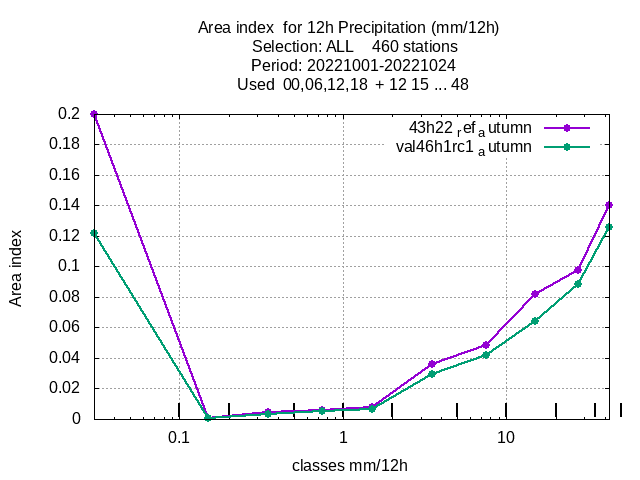 Area index  for 12h Precipitation (mm/12h)
Selection: ALL    460 stations
Period: 20221001-20221024
Used  00,06,12,18  + 12 15 ... 48
43h22 ref a utumn
val46h1rc1 a utumn
0.2
0.18
0.16
0.14
0.12
0.1
0.08
0.06
0.04
0.02
0
Area index
0.1 1 10
classes mm/12h